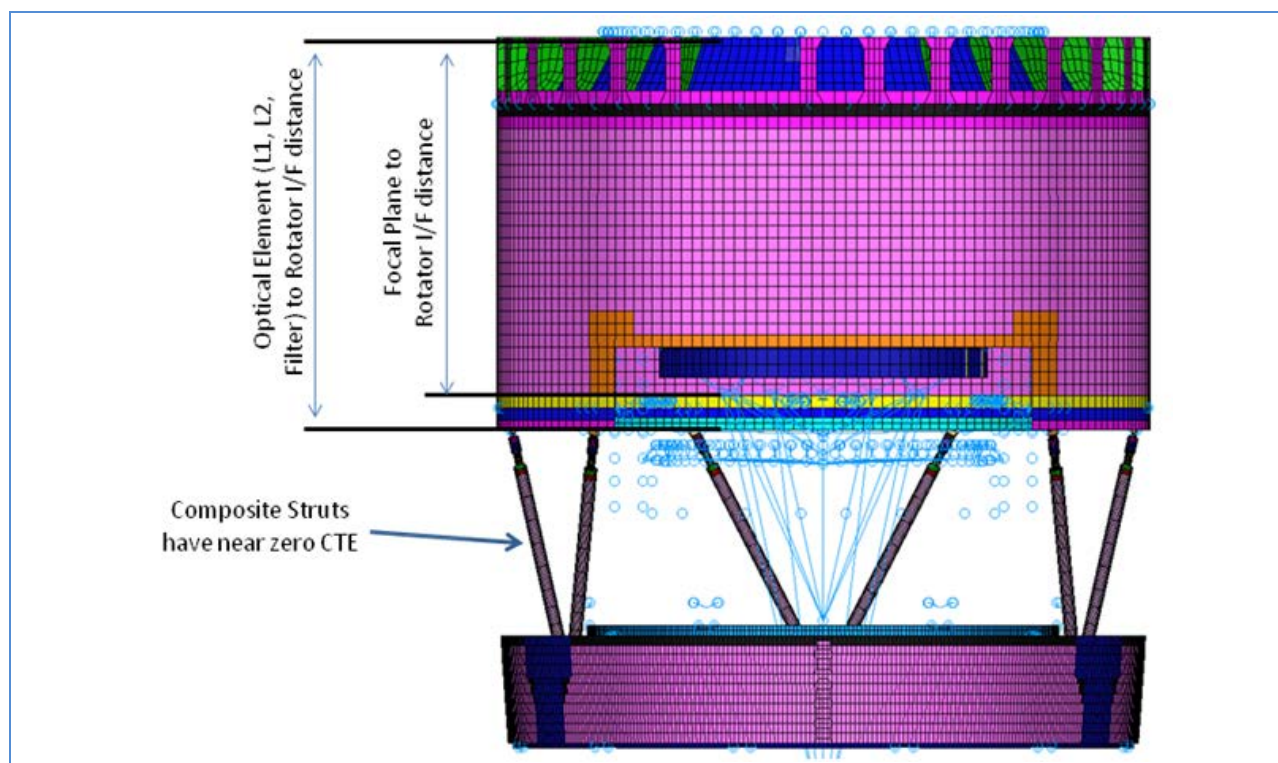 Optical Element (L1, L2,
Filter) to Rotator I/F distance
Focal Plane to
Rotator I/F distance
Composite Struts
have near zero CTE